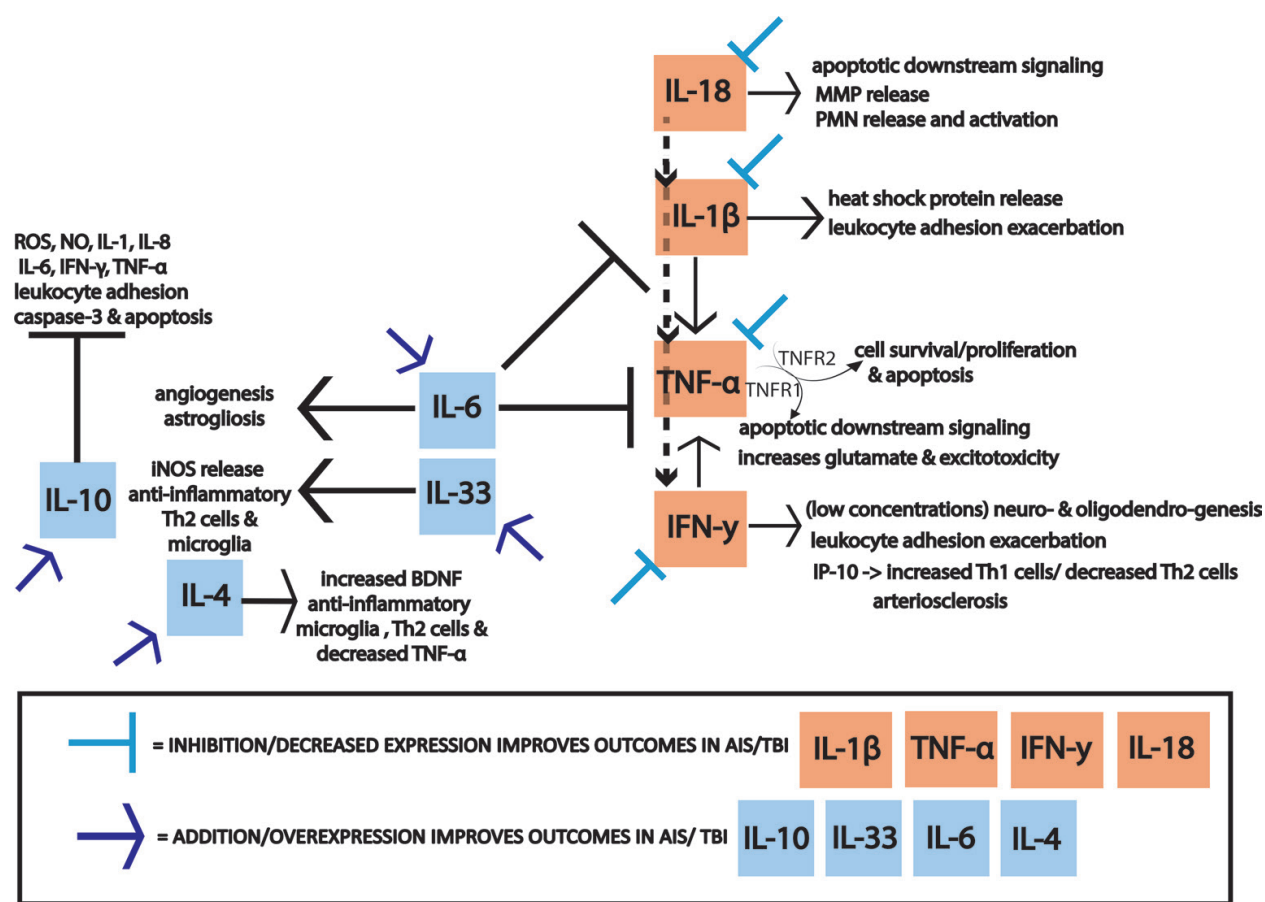 IL-18
apoptotic downstream signaling
MMP release
PMN release and activation
IL-1β
heat shock protein release
leukocyte adhesion exacerbation
ROS, NO, IL-1, IL-8
IL-6, IFN-γ, TNF-α
leukocyte adhesion
caspase-3 & apoptosis
IL-10
angiogenesis
astrogliosis
IL-6
iNOS release
anti-inflammatory
Th2 cells &
microglia
IL-33
IL-4
increased BDNF
anti-inflammatory
microglia , Th2 cells &
decreased TNF-α
TNF-α
TNFR2
TNFR1
cell survival/proliferation
& apoptosis
apoptotic downstream signaling
increases glutamate & excitotoxicity
IFN-y
(low concentrations) neuro- & oligodendro-genesis
leukocyte adhesion exacerbation
IP-10 -> increased Th1 cells/ decreased Th2 cells
arteriosclerosis
= INHIBITION/DECREASED EXPRESSION IMPROVES OUTCOMES IN AIS/TBI
IL-1β TNF-α IFN-y IL-18
= ADDITION/OVEREXPRESSION IMPROVES OUTCOMES IN AIS/ TBI
IL-10 IL-33 IL-6 IL-4